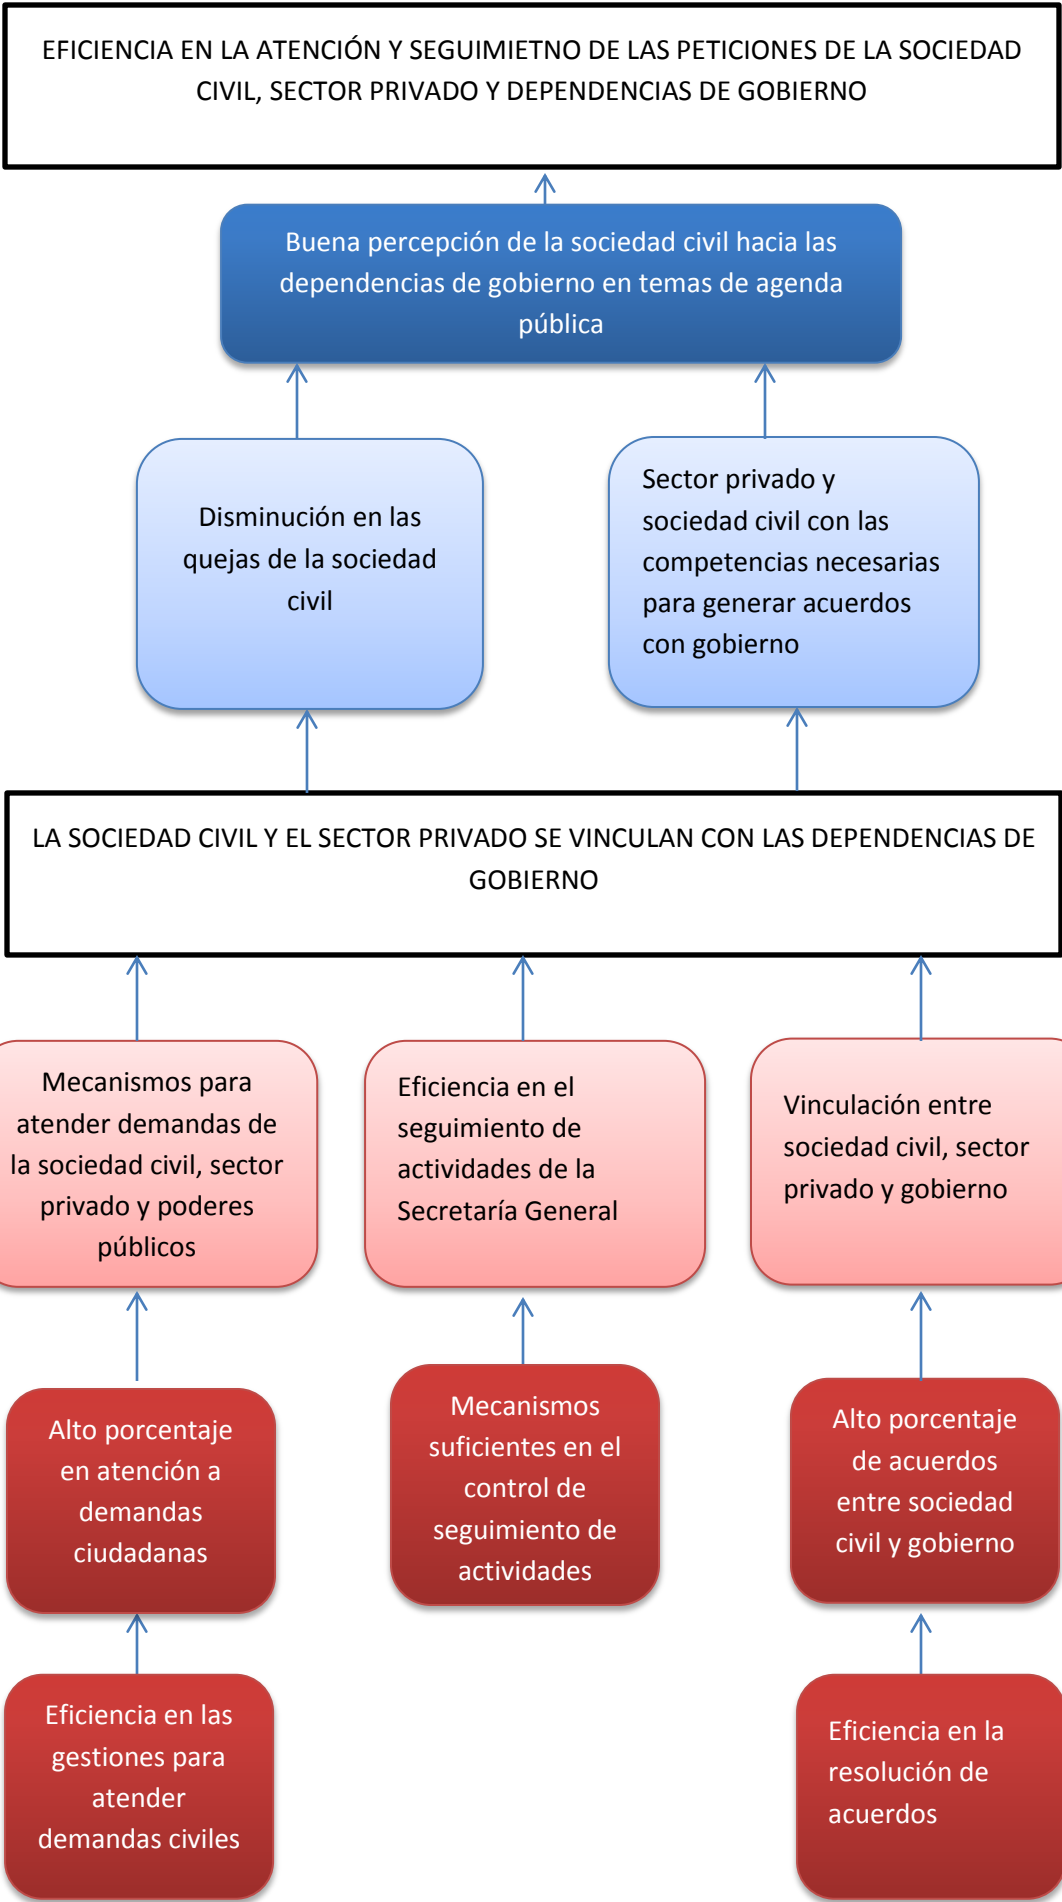 EFICIENCIA EN LA ATENCIÓN Y SEGUIMIETNO DE LAS PETICIONES DE LA SOCIEDAD
CIVIL, SECTOR PRIVADO Y DEPENDENCIAS DE GOBIERNO
Buena percepción de la sociedad civil hacia las
dependencias de gobierno en temas de agenda
pública
Disminución en las
quejas de la sociedad
civil
Sector privado y
sociedad civil con las
competencias necesarias
para generar acuerdos
con gobierno
LA SOCIEDAD CIVIL Y EL SECTOR PRIVADO SE VINCULAN CON LAS DEPENDENCIAS DE
GOBIERNO
Mecanismos para
atender demandas de
la sociedad civil, sector
privado y poderes
públicos
Eficiencia en el
seguimiento de
actividades de la
Secretaría General
Vinculación entre
sociedad civil, sector
privado y gobierno
Alto porcentaje
en atención a
demandas
ciudadanas
Mecanismos
suficientes en el
control de
seguimiento de
actividades
Alto porcentaje
de acuerdos
entre sociedad
civil y gobierno
Eficiencia en las
gestiones para
atender
demandas civiles
Eficiencia en la
resolución de
acuerdos